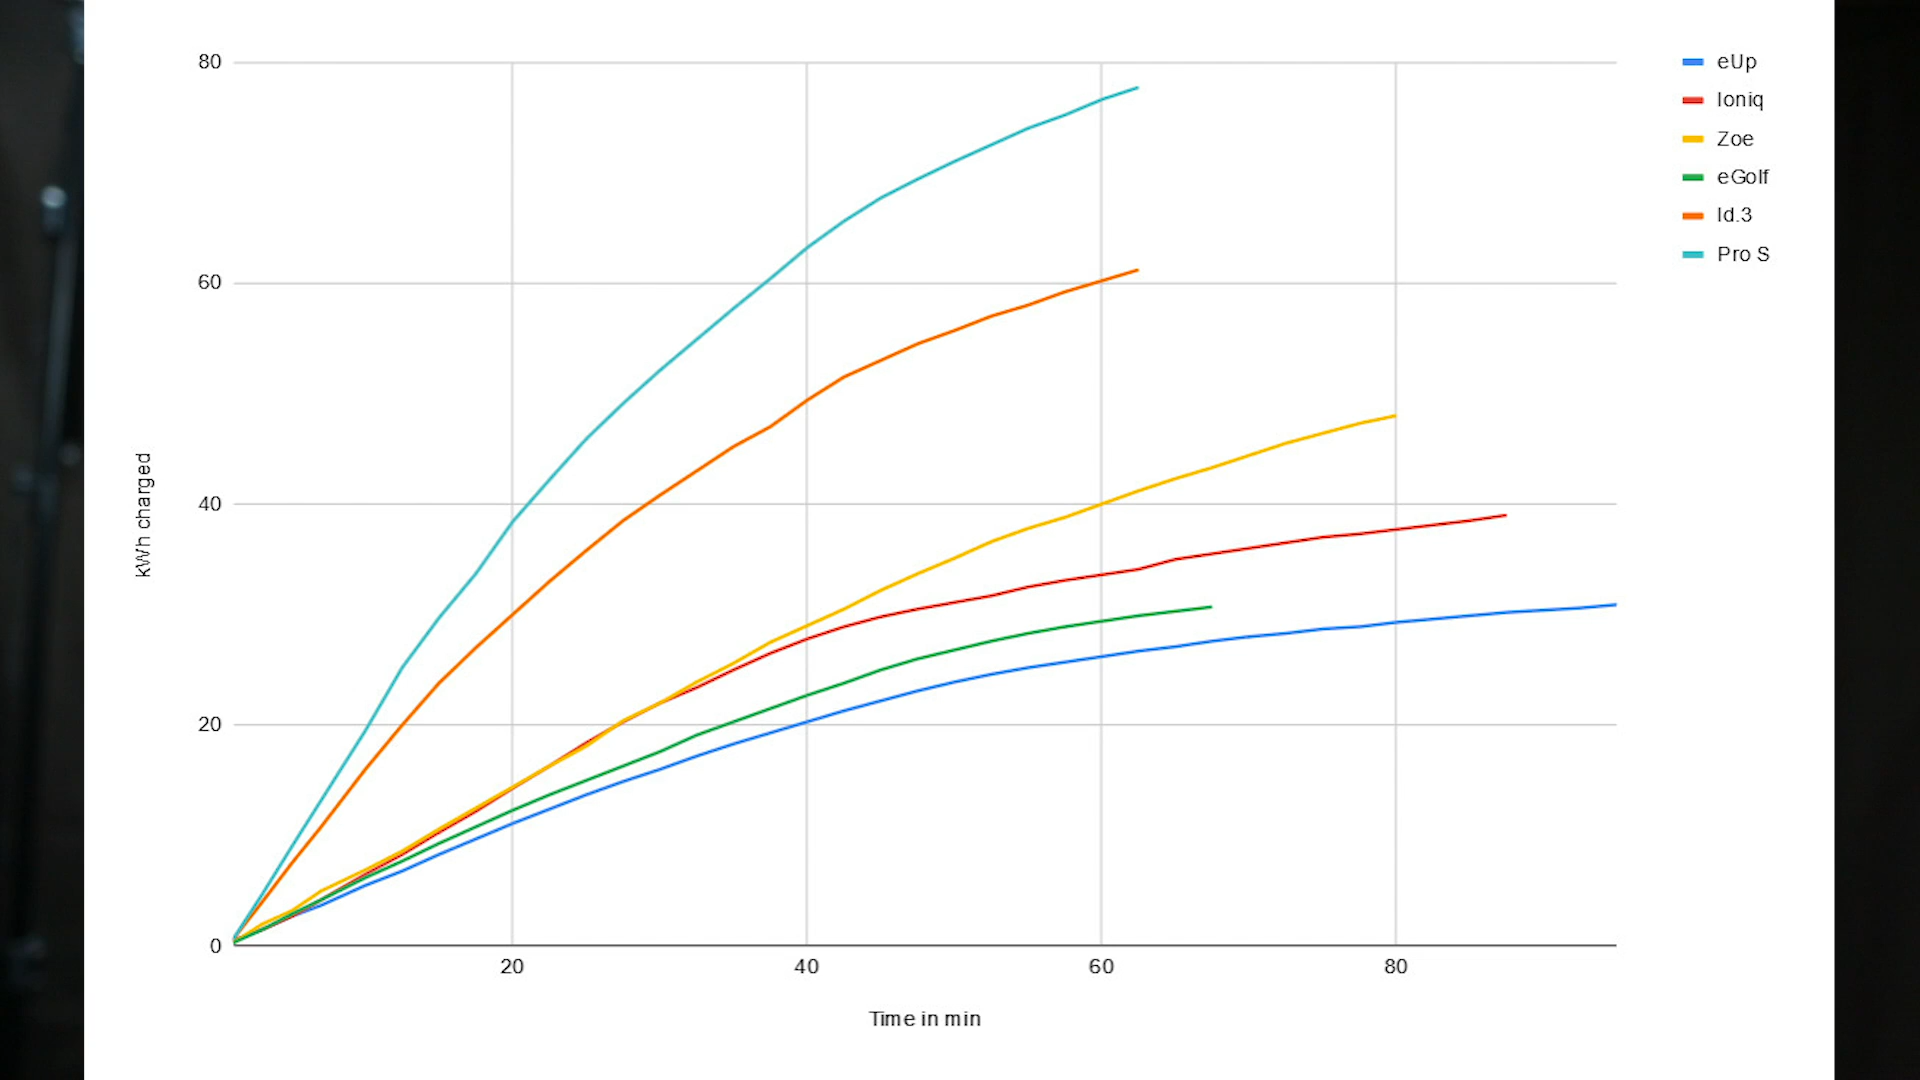 80
60
40
20
0
kWh charged
20 40 60 80
Time in min
eUp
Ioniq
Zoe
eGolf
Id.3
Pro S